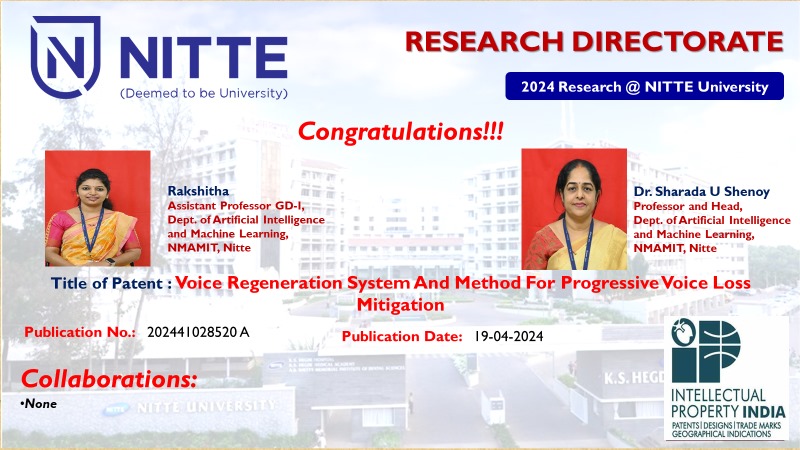 NITTE
(Deemed to be University)
RESEARCH DIRECTORATE
2024 Research @ NITTE University
Congratulations!!!
Rakshitha
Assistant Professor GD-I,
Dept. of Artificial Intelligence
and Machine Learning,
NMAMIT, Nitte
Dr. Sharada U Shenoy
Professor and Head,
Dept. of Artificial Intelligence
and Machine Learning,
NMAMIT, Nitte
Title of Patent : Voice Regeneration System And Method For Progressive Voice Loss
Mitigation
Publication No.: 202441028520 A
Publication Date: 19-04-2024
Collaborations:
•None
NITTE UNIVERSITY
K.S. HEGD
INTELLECTUAL
PROPERTY INDIA
PATENTS | DESIGNS | TRADE MARKS
GEOGRAPHICAL INDICATIONS